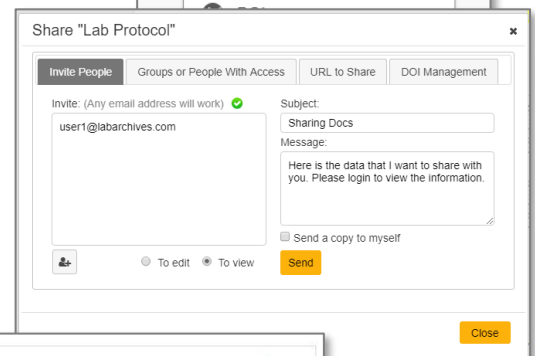 Share "Lab Protocol"
Invite People
Groups or People With Access
URL to Share
DOI Management
Invite: (Any email address will work)
user1@labarchives.com
Subject:
Sharing Docs
Message:
Here is the data that I want to share with
you. Please login to view the information.
Send a copy to myself
To edit
To view
Send
Close